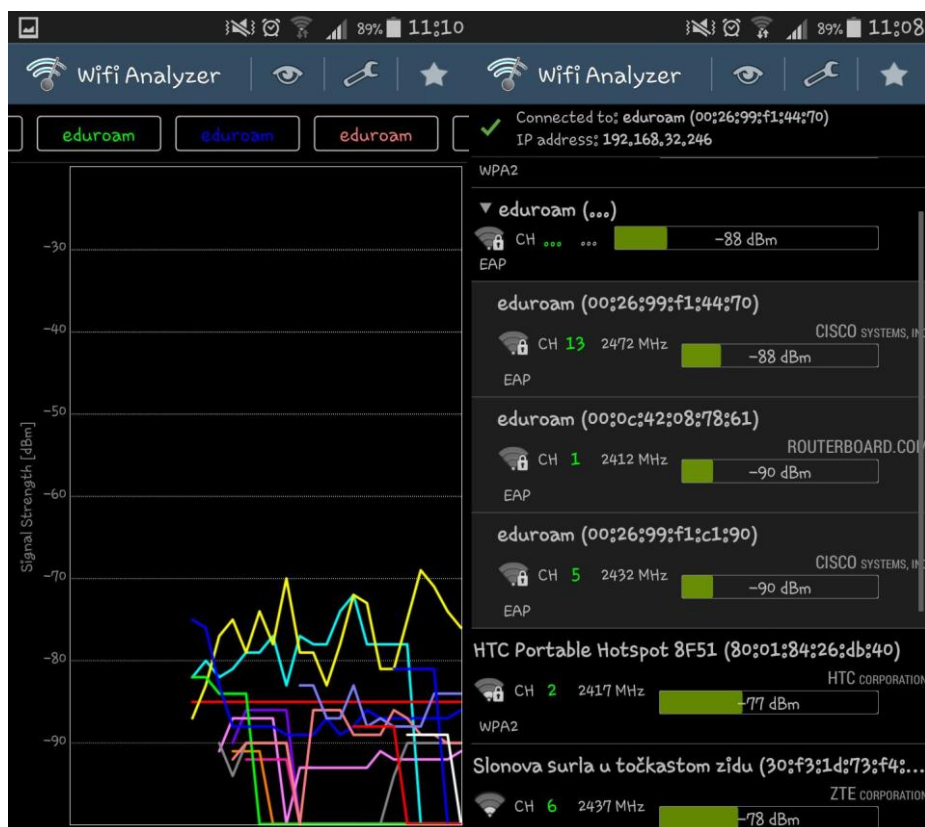 89% 11:10
Wifi Analyzer
eduroam eduroam eduroam
-30
-40
-50
-60
-70
-80
-90
Signal Strength [dBm]
89% 11:08
Wifi Analyzer
Connected to: eduroam (00:26:99:f1:44:70)
IP address: 192.168.32.246
WPA2
eduroam (...)
CH ... ... -88 dBm
EAP
eduroam (00:26:99:f1:44:70)
CISCO SYSTEMS, IN
CH 13 2472 MHz -88 dBm
EAP
eduroam (00:0c:42:08:78:61)
ROUTERBOARD.CO
CH 1 2412 MHz -90 dBm
EAP
eduroam (00:26:99:f1:c1:90)
CISCO SYSTEMS, IN
CH 5 2432 MHz -90 dBm
EAP
HTC Portable Hotspot 8F51 (80:01:84:26:db:40)
HTC CORPORATION
CH 2 2417 MHz -77 dBm
WPA2
Slonova surla u točkastom zidu (30:f3:1d:73:f4:...
ZTE CORPORATION
CH 6 2437 MHz -78 dBm